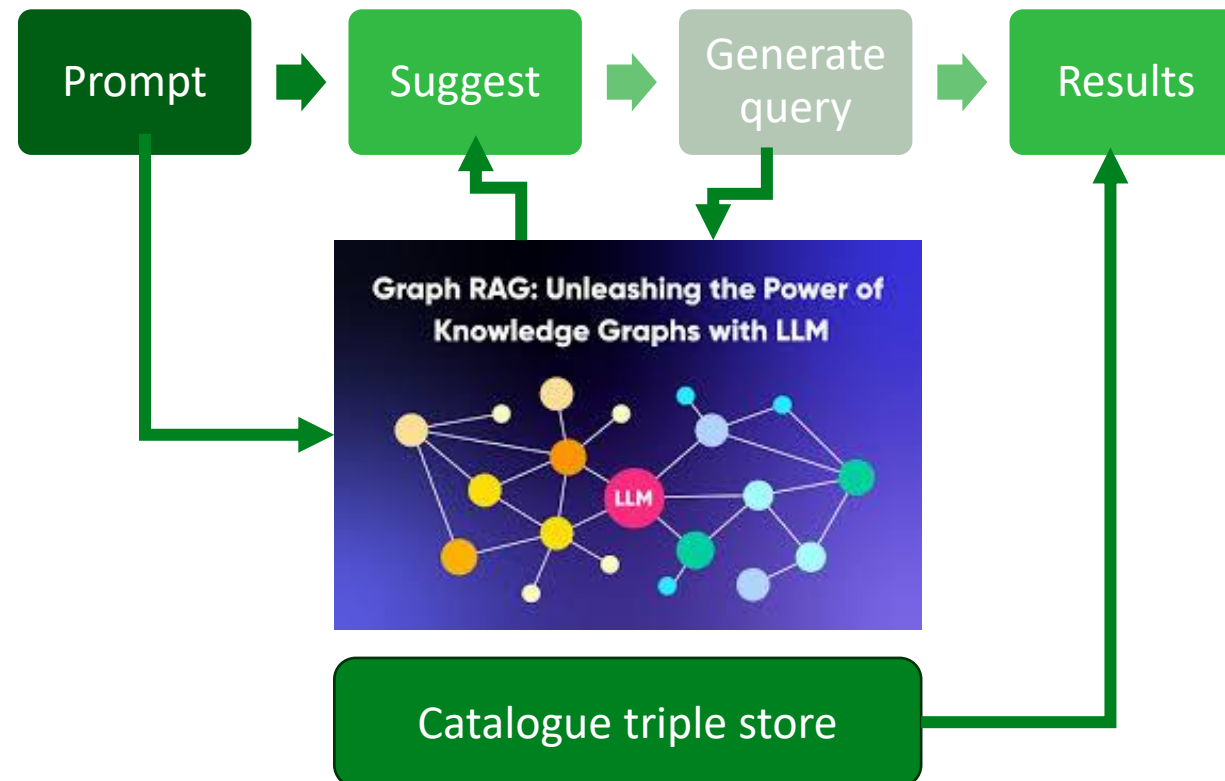 Prompt
Suggest
Generate
query
Results
Graph RAG: Unleashing the Power of
Knowledge Graphs with LLM
LLM
Catalogue triple store